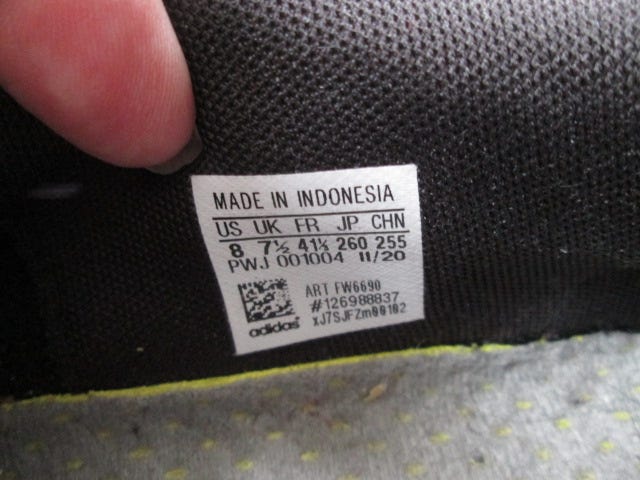 MADE IN INDONESIA
US UK FR JP CHN
8 7½ 41⅓ 260 255
PWJ 001004 11/20
ART FW6690
#126988837
xJ7SJFZm00102
adidas